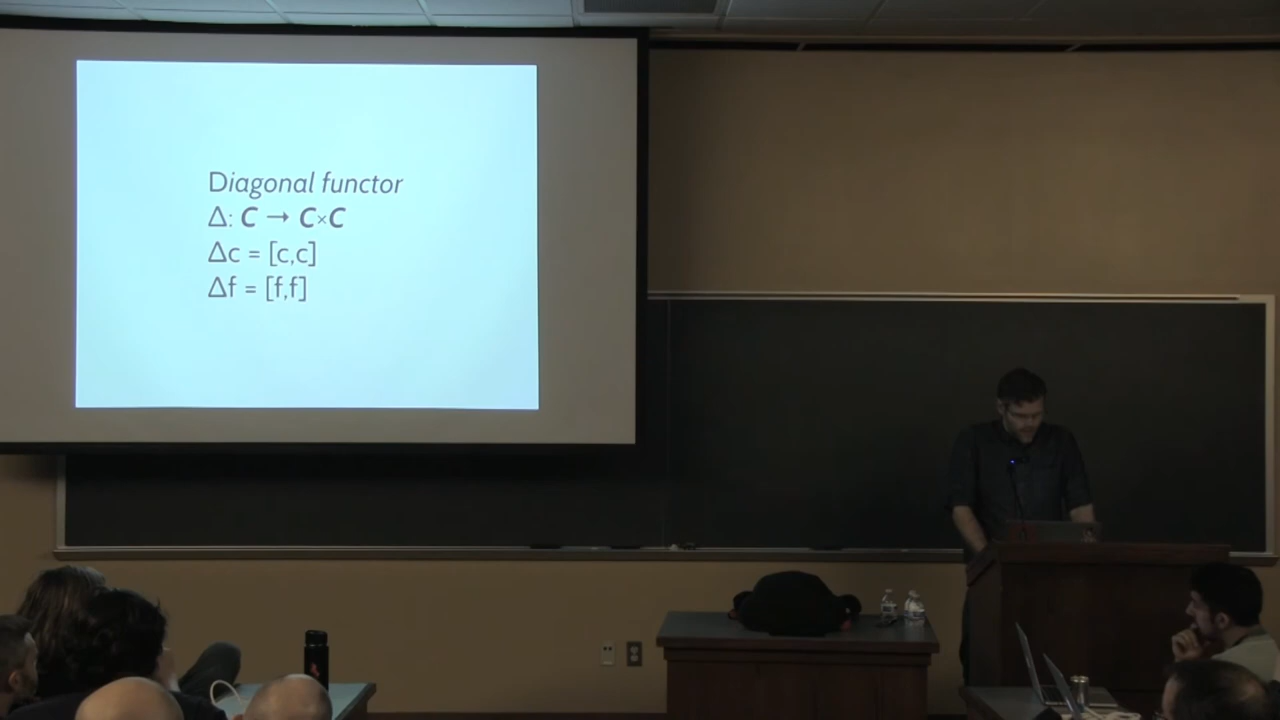 Diagonal functor
Δ: C → C×C
Δc = [c,c]
Δf = [f,f]